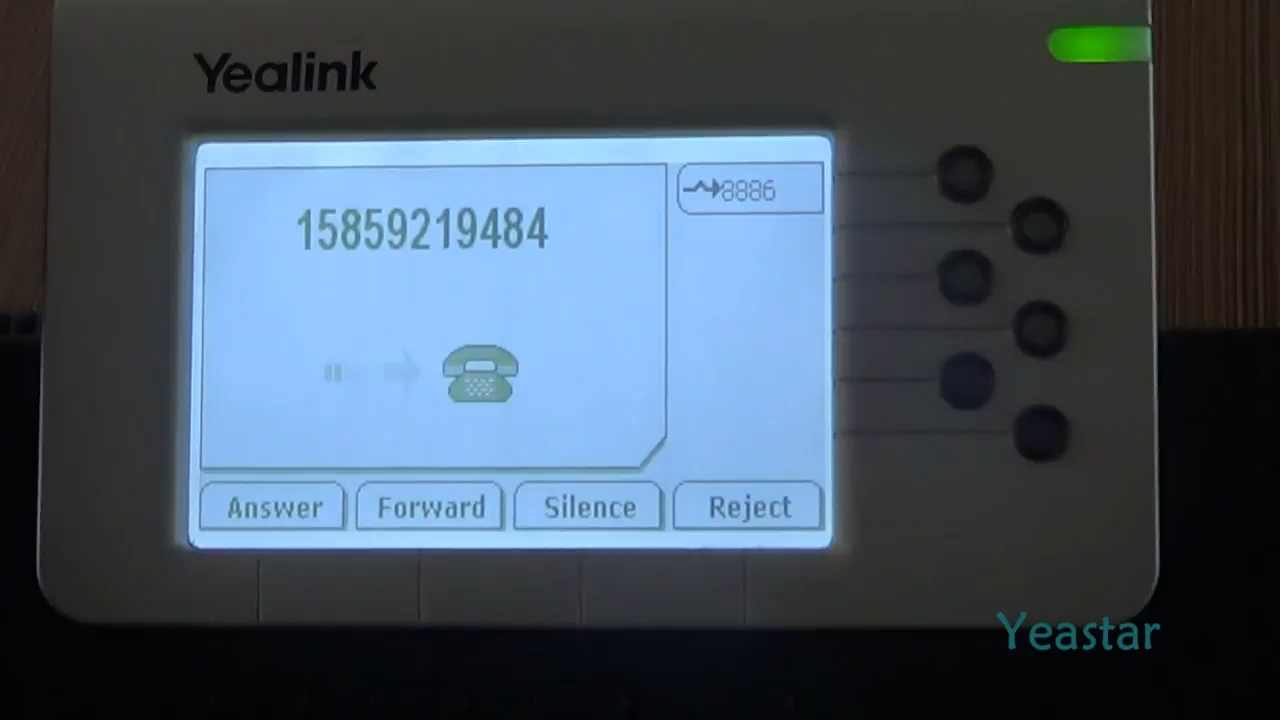 Yealink
15859219484
8886
Answer
Forward
Silence
Reject
Yeastar